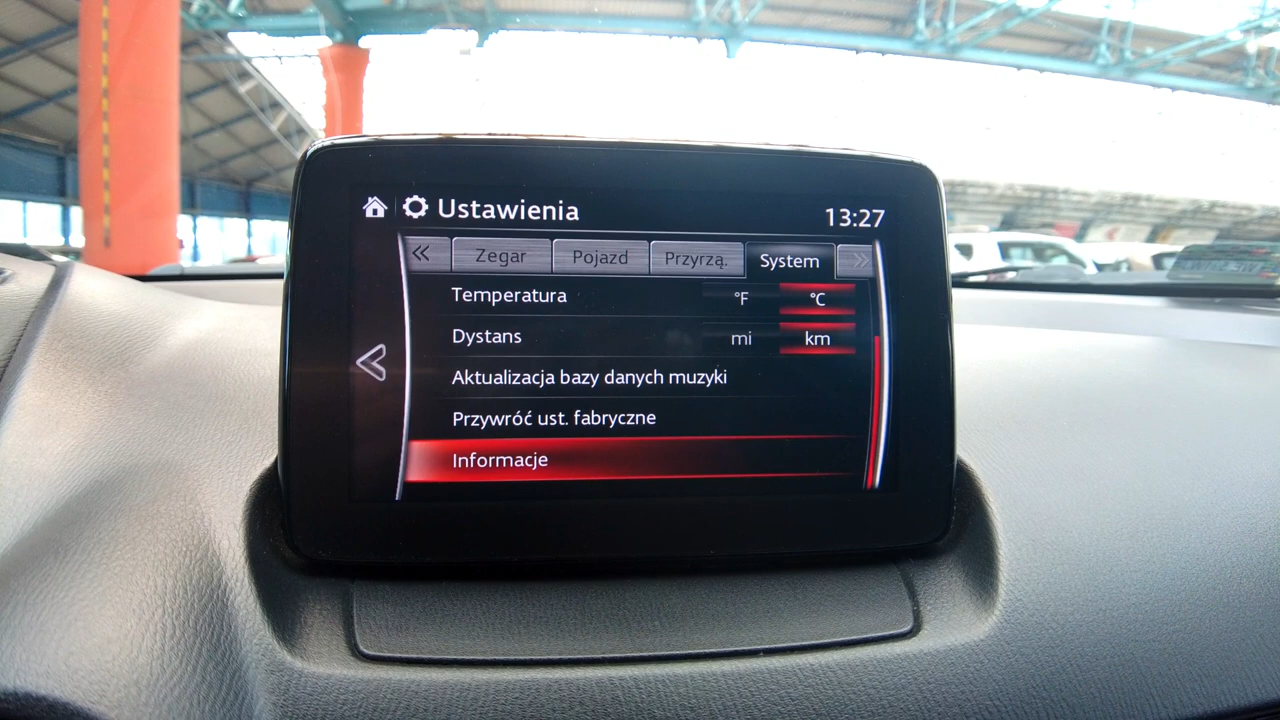 Ustawienia 13:27
« Zegar Pojazd Przyrzą. System »
Temperatura °F °C
Dystans mi km
Aktualizacja bazy danych muzyki
Przywróć ust. fabryczne
Informacje